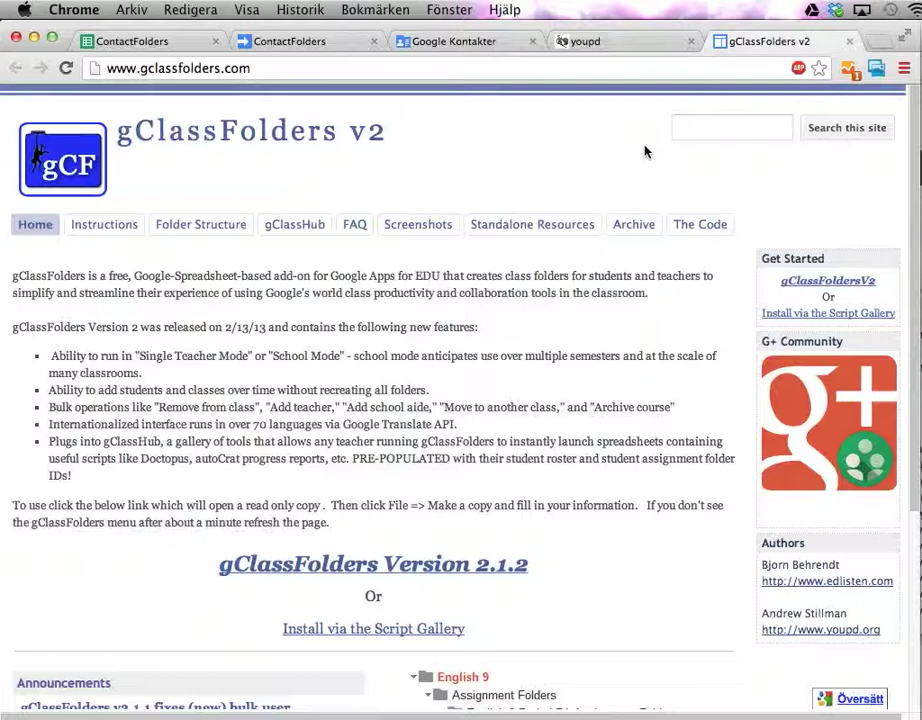 Chrome Arkiv Redigera Visa Historik Bokmärken Fönster Hjälp
ContactFolders ContactFolders Google Kontakter youpd gClassFolders v2
www.gclassfolders.com ABP 1
gCF
gClassFolders v2
Search this site
Home Instructions Folder Structure gClassHub FAQ Screenshots Standalone Resources Archive The Code
gClassFolders is a free, Google-Spreadsheet-based add-on for Google Apps for EDU that creates class folders for students and teachers to
simplify and streamline their experience of using Google's world class productivity and collaboration tools in the classroom.
gClassFolders Version 2 was released on 2/13/13 and contains the following new features:
Ability to run in "Single Teacher Mode" or "School Mode" - school mode anticipates use over multiple semesters and at the scale of
many classrooms.
Ability to add students and classes over time without recreating all folders.
Bulk operations like "Remove from class", "Add teacher," "Add school aide," "Move to another class," and "Archive course"
Internationalized interface runs in over 70 languages via Google Translate API.
Plugs into gClassHub, a gallery of tools that allows any teacher running gClassFolders to instantly launch spreadsheets containing
useful scripts like Doctopus, autoCrat progress reports, etc. PRE-POPULATED with their student roster and student assignment folder
IDs!
To use click the below link which will open a read only copy . Then click File => Make a copy and fill in your information. If you don't see
the gClassFolders menu after about a minute refresh the page.
gClassFolders Version 2.1.2
Or
Install via the Script Gallery
Announcements
gClassFolders v2.1.1 fixes (new) bulk user
English 9
Assignment Folders
Get Started
gClassFoldersV2
Or
Install via the Script Gallery
G+ Community
g+
Authors
Bjorn Behrendt
http://www.edlisten.com
Andrew Stillman
http://www.youpd.org
Översätt